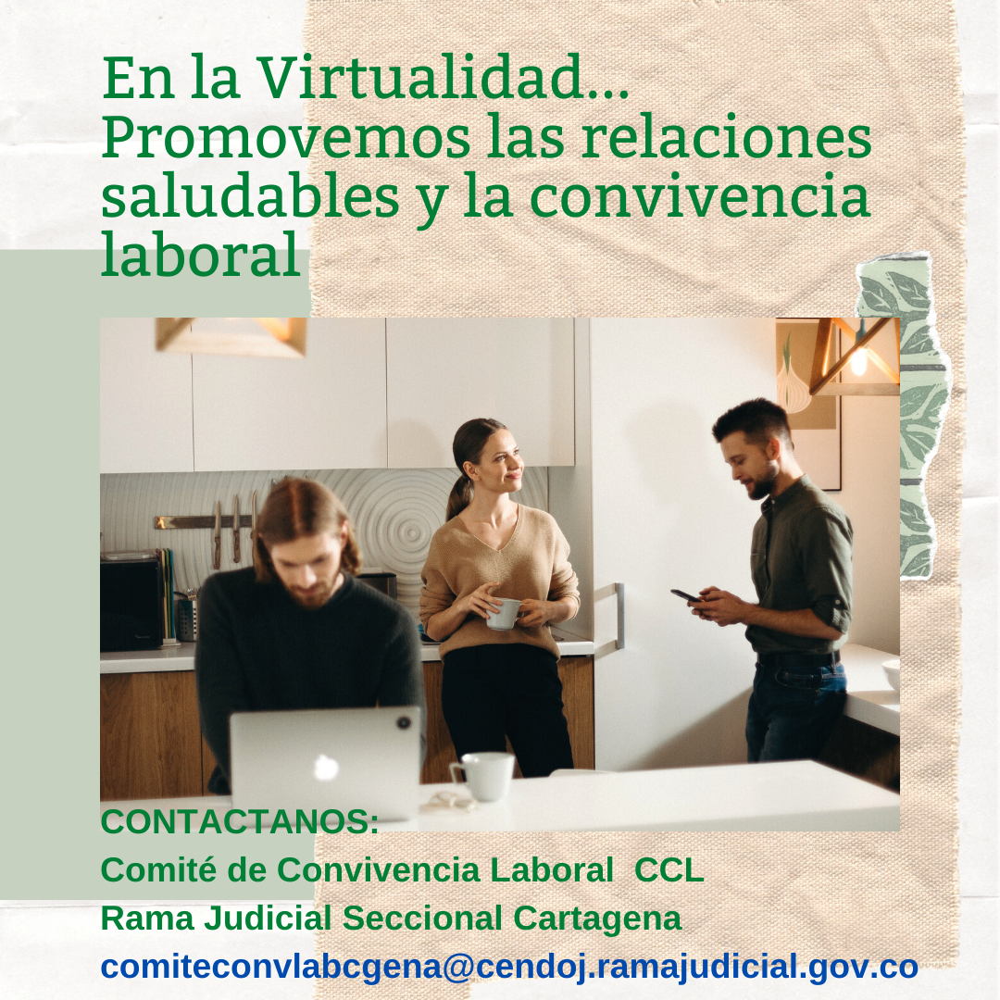 En la Virtualidad...
Promovemos las relaciones
saludables y la convivencia
laboral
CONTACTANOS:
Comité de Convivencia Laboral  CCL
Rama Judicial Seccional Cartagena
comiteconvlabcgena@cendoj.ramajudicial.gov.co